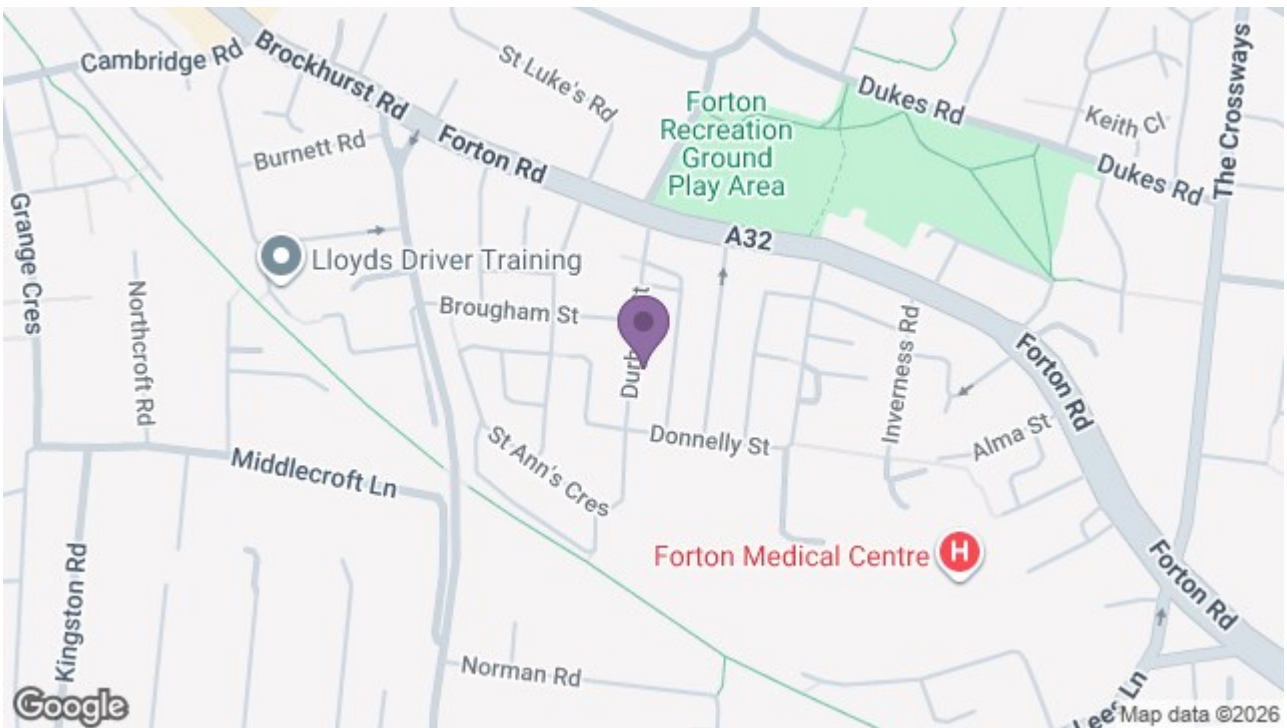 Cambridge Rd
Brockhurst Rd
St Luke's Rd
Forton
Recreation
Ground
Play Area
Dukes Rd
Keith Cl
The Crossways
Burnett Rd
Forton Rd
Dukes Rd
Grange Cres
A32
Lloyds Driver Training
Northcroft Rd
Brougham St
Inverness Rd
Forton Rd
Donnelly St
Alma St
St Ann's Cres
Middlecroft Ln
Kingston Rd
Forton Medical Centre
H
Forton Rd
Norman Rd
Lees Ln
Google
Map data ©2026